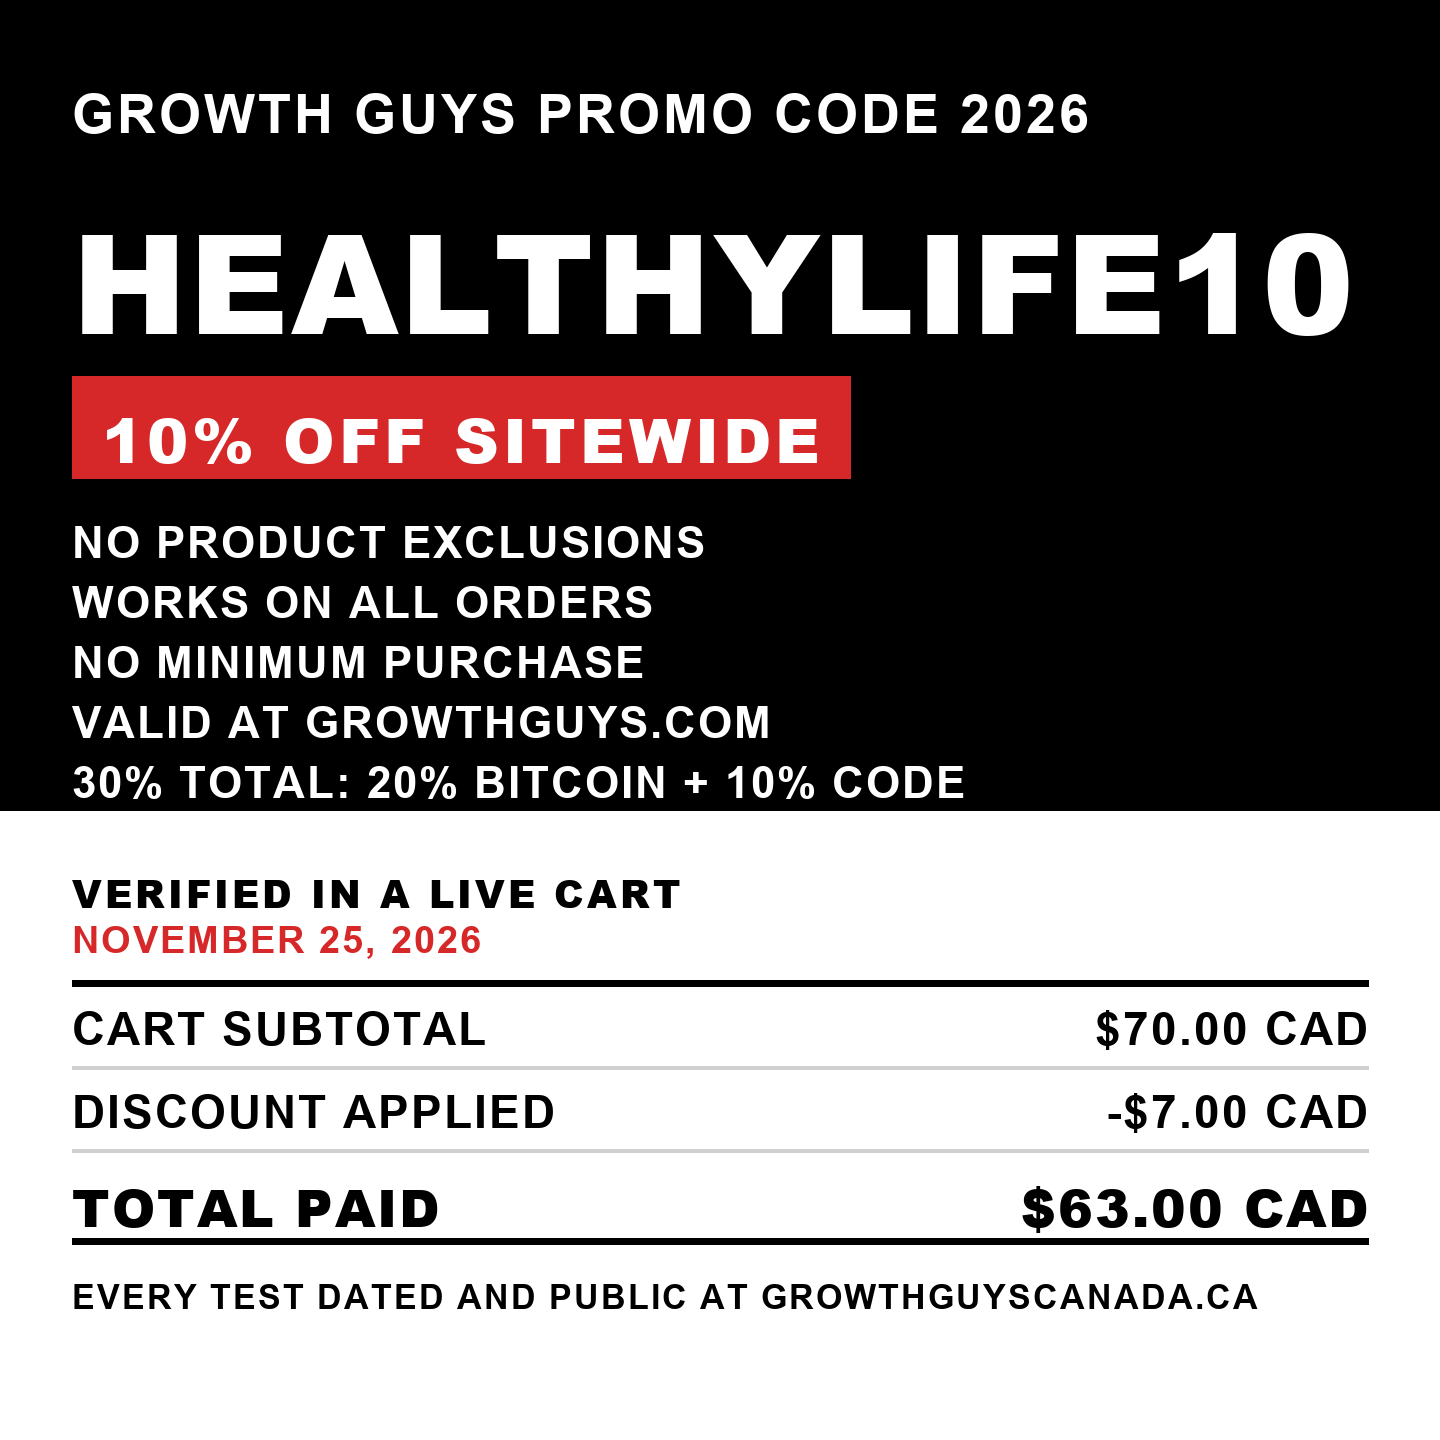 GROWTH GUYS PROMO CODE 2026
HEALTHYLIFE10
10% OFF SITEWIDE
NO PRODUCT EXCLUSIONS
WORKS ON ALL ORDERS
NO MINIMUM PURCHASE
VALID AT GROWTHGUYS.COM
30% TOTAL: 20% BITCOIN + 10% CODE
VERIFIED IN A LIVE CART
NOVEMBER 25, 2026
CART SUBTOTAL $70.00 CAD
DISCOUNT APPLIED -$7.00 CAD
TOTAL PAID $63.00 CAD
EVERY TEST DATED AND PUBLIC AT GROWTHGUYSCANADA.CA